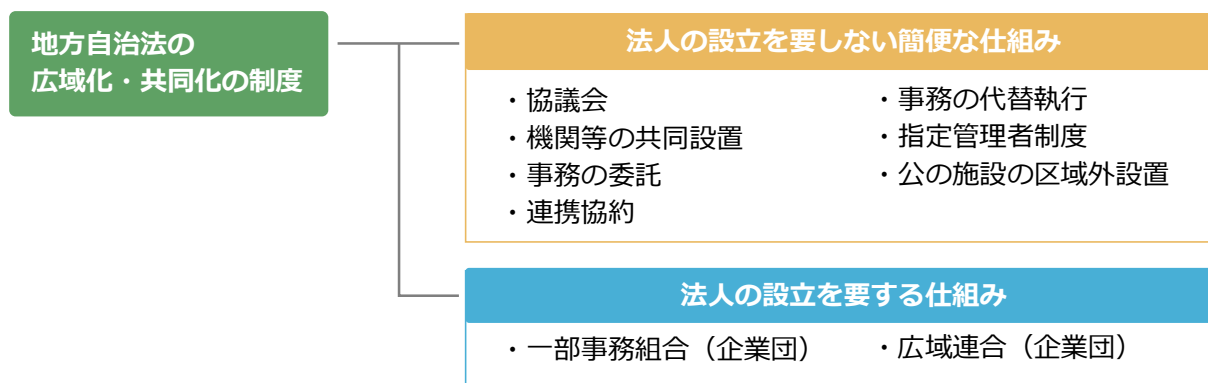 地方自治法の
広域化・共同化の制度
法人の設立を要しない簡便な仕組み
・協議会
・機関等の共同設置
・事務の委託
・連携協約
・事務の代替執行
・指定管理者制度
・公の施設の区域外設置
法人の設立を要する仕組み
・一部事務組合（企業団）
・広域連合（企業団）